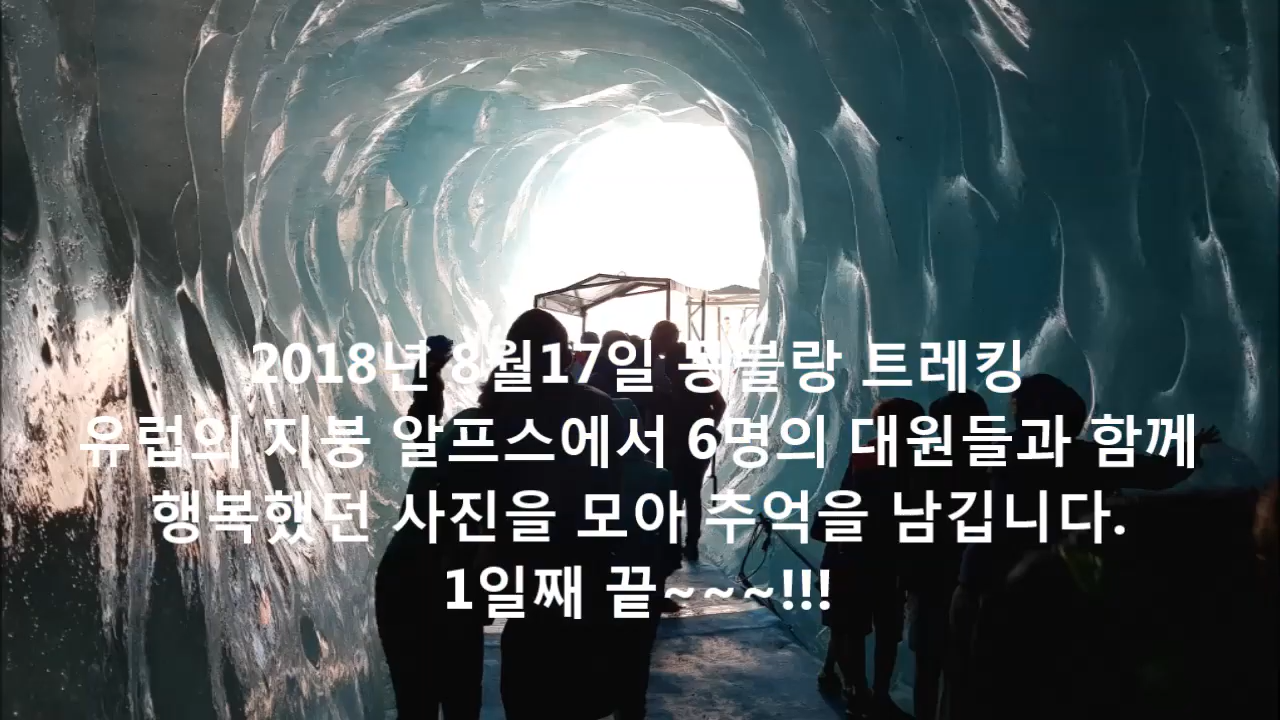 2018년 8월17일 몽블랑 트레킹
유럽의 지붕 알프스에서 6명의 대원들과 함께
행복했던 사진을 모아 추억을 남깁니다.
1일째 끝~~~!!!